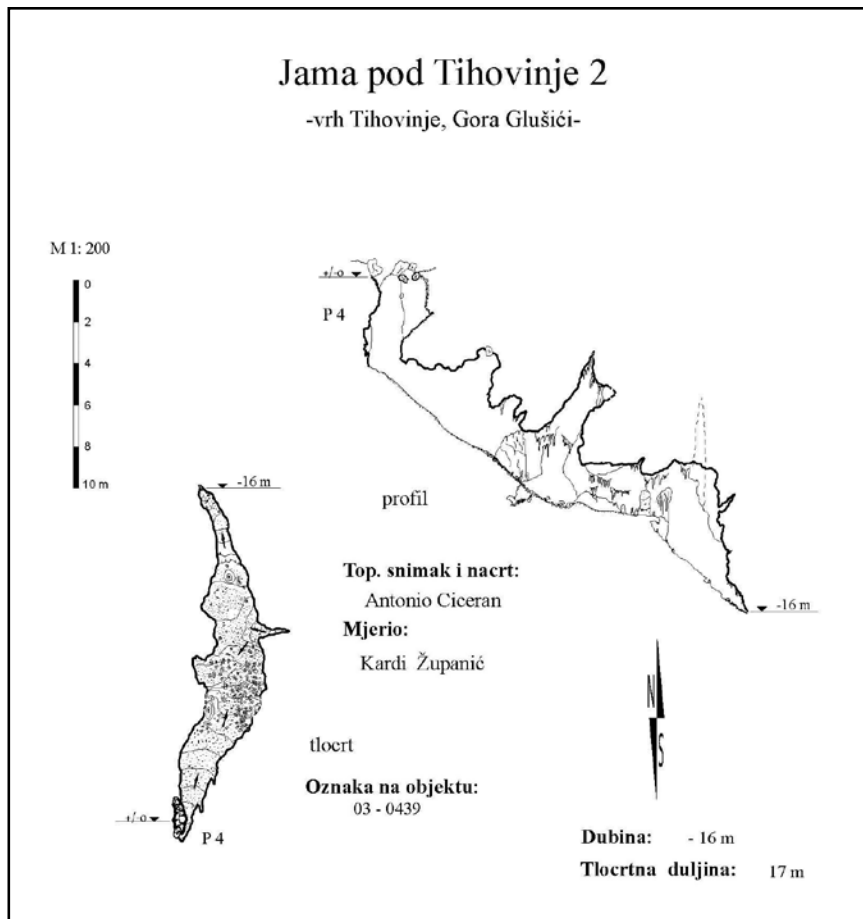 Jama pod Tihovinje 2
-vrh Tihovinje, Gora Glušići-
M 1: 200
0
2
4
6
8
10 m
+/-o
P 4
profil
-16 m
-16 m
Top. snimak i nacrt:
Antonio Ciceran
Mjerio:
Kardi Županić
N
S
tlocrt
Oznaka na objektu:
03 - 0439
+/-o
P 4
Dubina: - 16 m
Tlocrtna duljina: 17 m